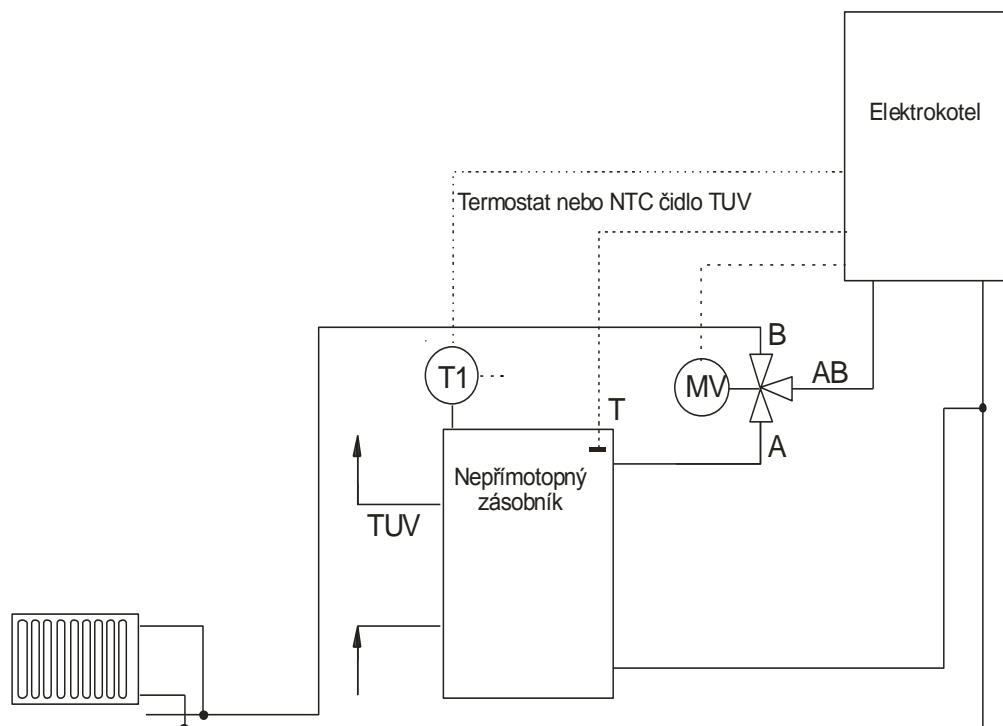 Elektrokotel
Termostat nebo NTC čidlo TUV
B
T1
MV
AB
T
A
Nepřímotopný
zásobník
TUV